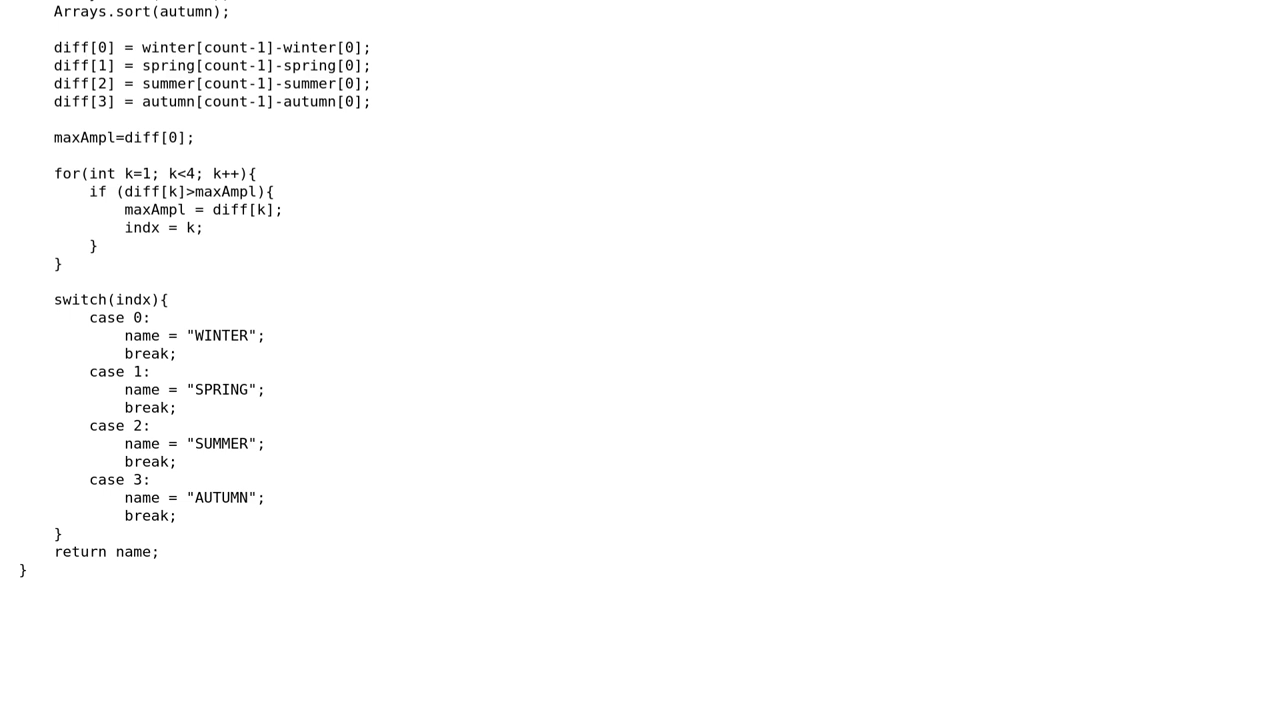 Arrays.sort(autumn);
diff[0] = winter[count-1]-winter[0];
diff[1] = spring[count-1]-spring[0];
diff[2] = summer[count-1]-summer[0];
diff[3] = autumn[count-1]-autumn[0];
maxAmpl=diff[0];
for(int k=1; k<4; k++){
if (diff[k]>maxAmpl){
maxAmpl = diff[k];
indx = k;
}
}
switch(indx){
case 0:
name = "WINTER";
break;
case 1:
name = "SPRING";
break;
case 2:
name = "SUMMER";
break;
case 3:
name = "AUTUMN";
break;
}
return name;
}